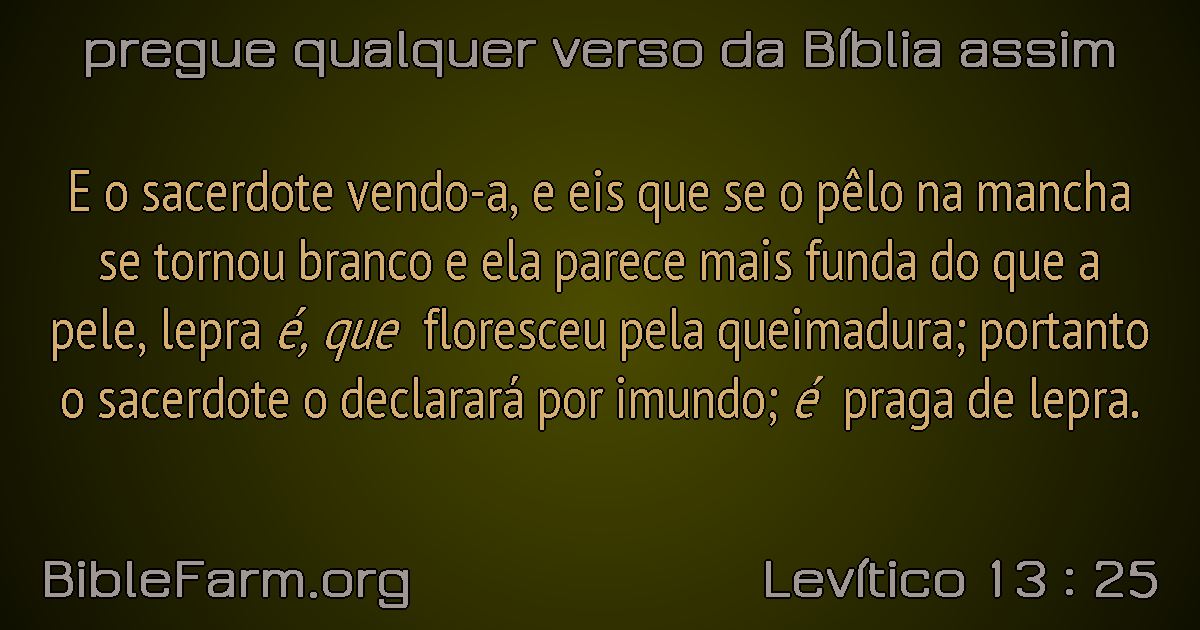 pregue qualquer verso da Bíblia assim
E o sacerdote vendo-a, e eis que se o pêlo na mancha
se tornou branco e ela parece mais funda do que a
pele, lepra é, que floresceu pela queimadura; portanto
o sacerdote o declarará por imundo; é praga de lepra.
BibleFarm.org
Levítico 13 : 25